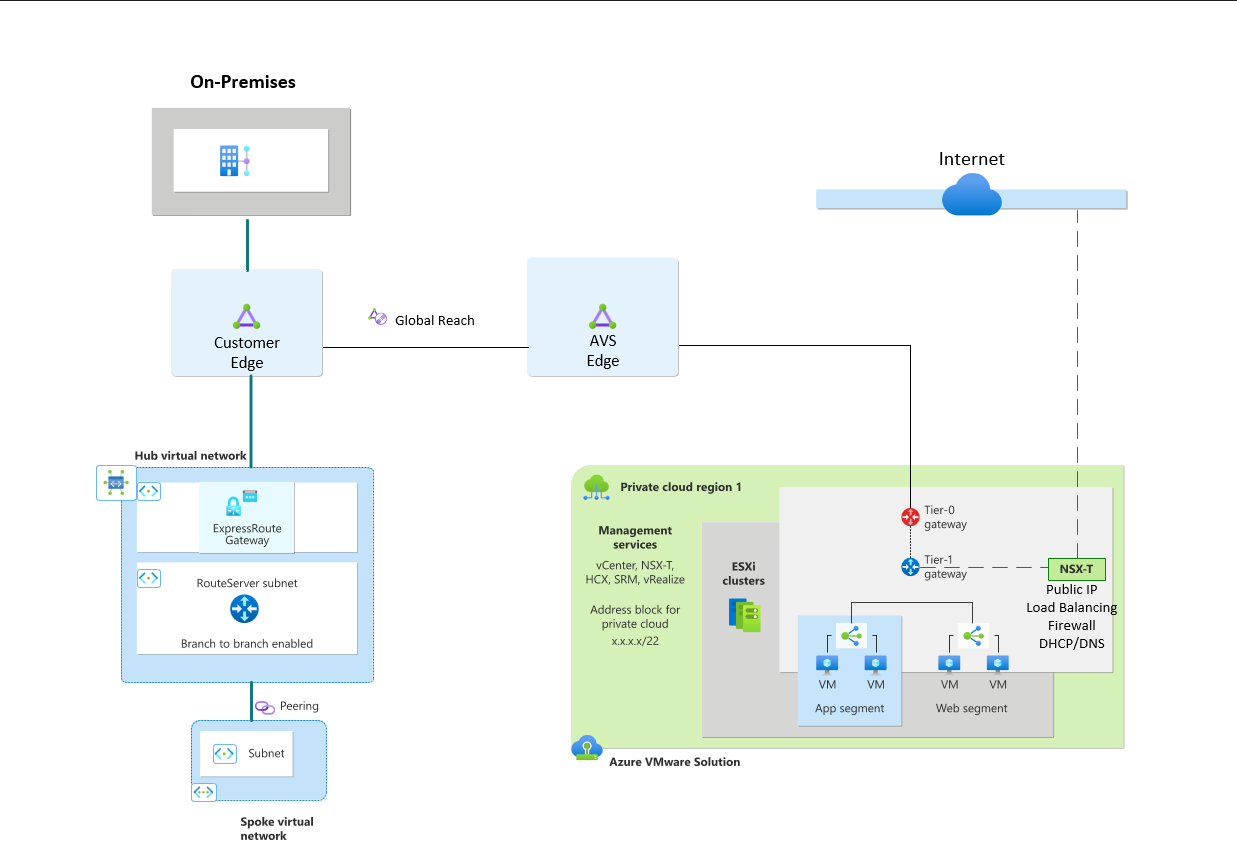 On-Premises
Internet
Customer
Edge
Global Reach
AVS
Edge
Hub virtual network
ExpressRoute
Gateway
RouteServer subnet
Branch to branch enabled
Peering
Subnet
Spoke virtual
network
Private cloud region 1
Management
services
vCenter, NSX-T,
HCX, SRM, vRealize
Address block for
private cloud
x.x.x.x/22
ESXi
clusters
Tier-0
gateway
Tier-1
gateway
NSX-T
Public IP
Load Balancing
Firewall
DHCP/DNS
VM
VM
VM
VM
App segment
Web segment
Azure VMware Solution